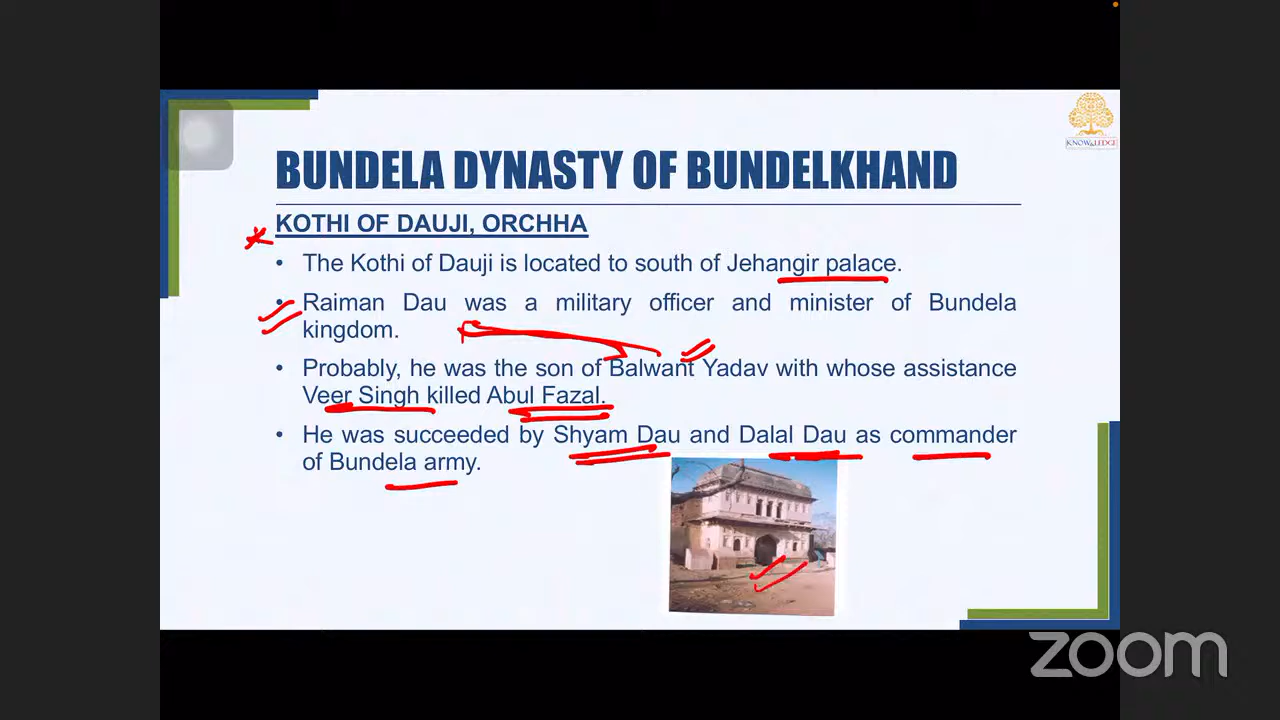 KNOW&LEDGE
BUNDELA DYNASTY OF BUNDELKHAND
KOTHI OF DAUJI, ORCHHA
• The Kothi of Dauji is located to south of Jehangir palace.
• Raiman Dau was a military officer and minister of Bundela
kingdom.
• Probably, he was the son of Balwant Yadav with whose assistance
Veer Singh killed Abul Fazal.
• He was succeeded by Shyam Dau and Dalal Dau as commander
of Bundela army.
zoom